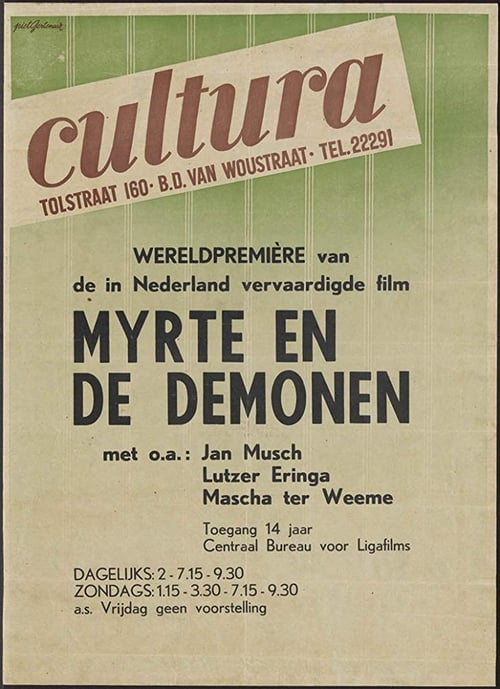 cultura
TOLSTRAAT 160 · B.D. VAN WOUSTRAAT · TEL. 22291
WERELDPREMIÈRE van
de in Nederland vervaardigde film
MYRTE EN
DE DEMONEN
met o.a.: Jan Musch
Lutzer Eringa
Mascha ter Weeme
Toegang 14 jaar
Centraal Bureau voor Ligafilms
DAGELIJKS: 2 - 7.15 - 9.30
ZONDAGS: 1.15 - 3.30 - 7.15 - 9.30
a.s. Vrijdag geen voorstelling